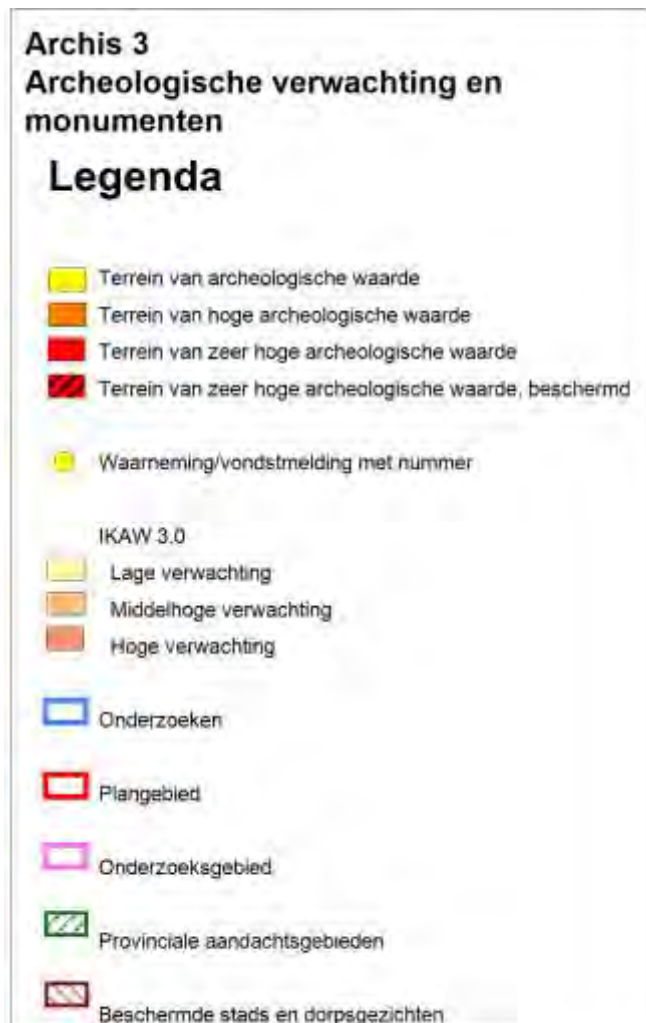 Archis 3
Archeologische verwachting en
monumenten
Legenda
Terrein van archeologische waarde
Terrein van hoge archeologische waarde
Terrein van zeer hoge archeologische waarde
Terrein van zeer hoge archeologische waarde, beschermd
Waarneming/vondstmelding met nummer
IKAW 3.0
Lage verwachting
Middelhoge verwachting
Hoge verwachting
Onderzoeken
Plangebied
Onderzoeksgebied
Provinciale aandachtsgebieden
Beschermde stads en dorpsgezichten